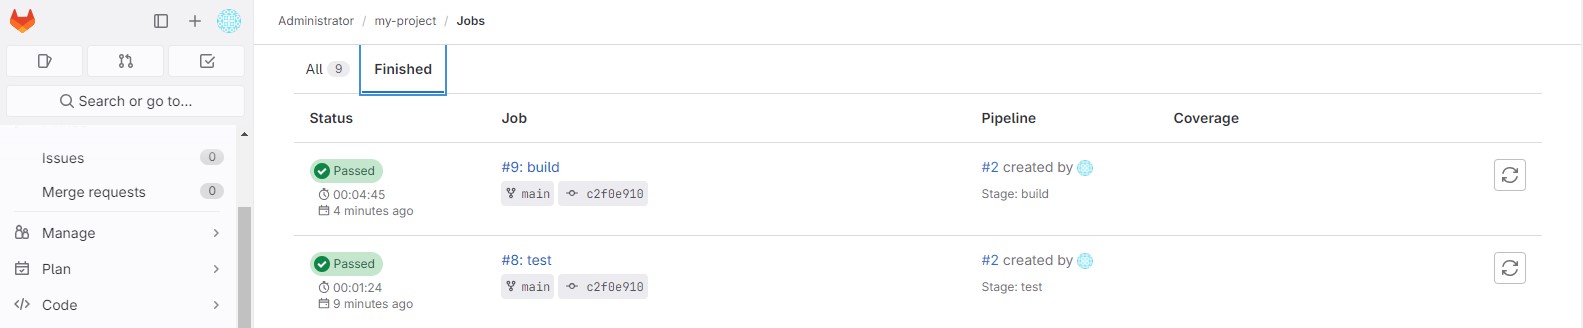 Administrator / my-project / Jobs
All 9 Finished
Search or go to...
Status Job Pipeline Coverage
Issues 0
Merge requests 0
Manage
Plan
Code
Passed #9: build #2 created by
00:04:45 main c2f0e910 Stage: build
4 minutes ago
Passed #8: test #2 created by
00:01:24 main c2f0e910 Stage: test
9 minutes ago